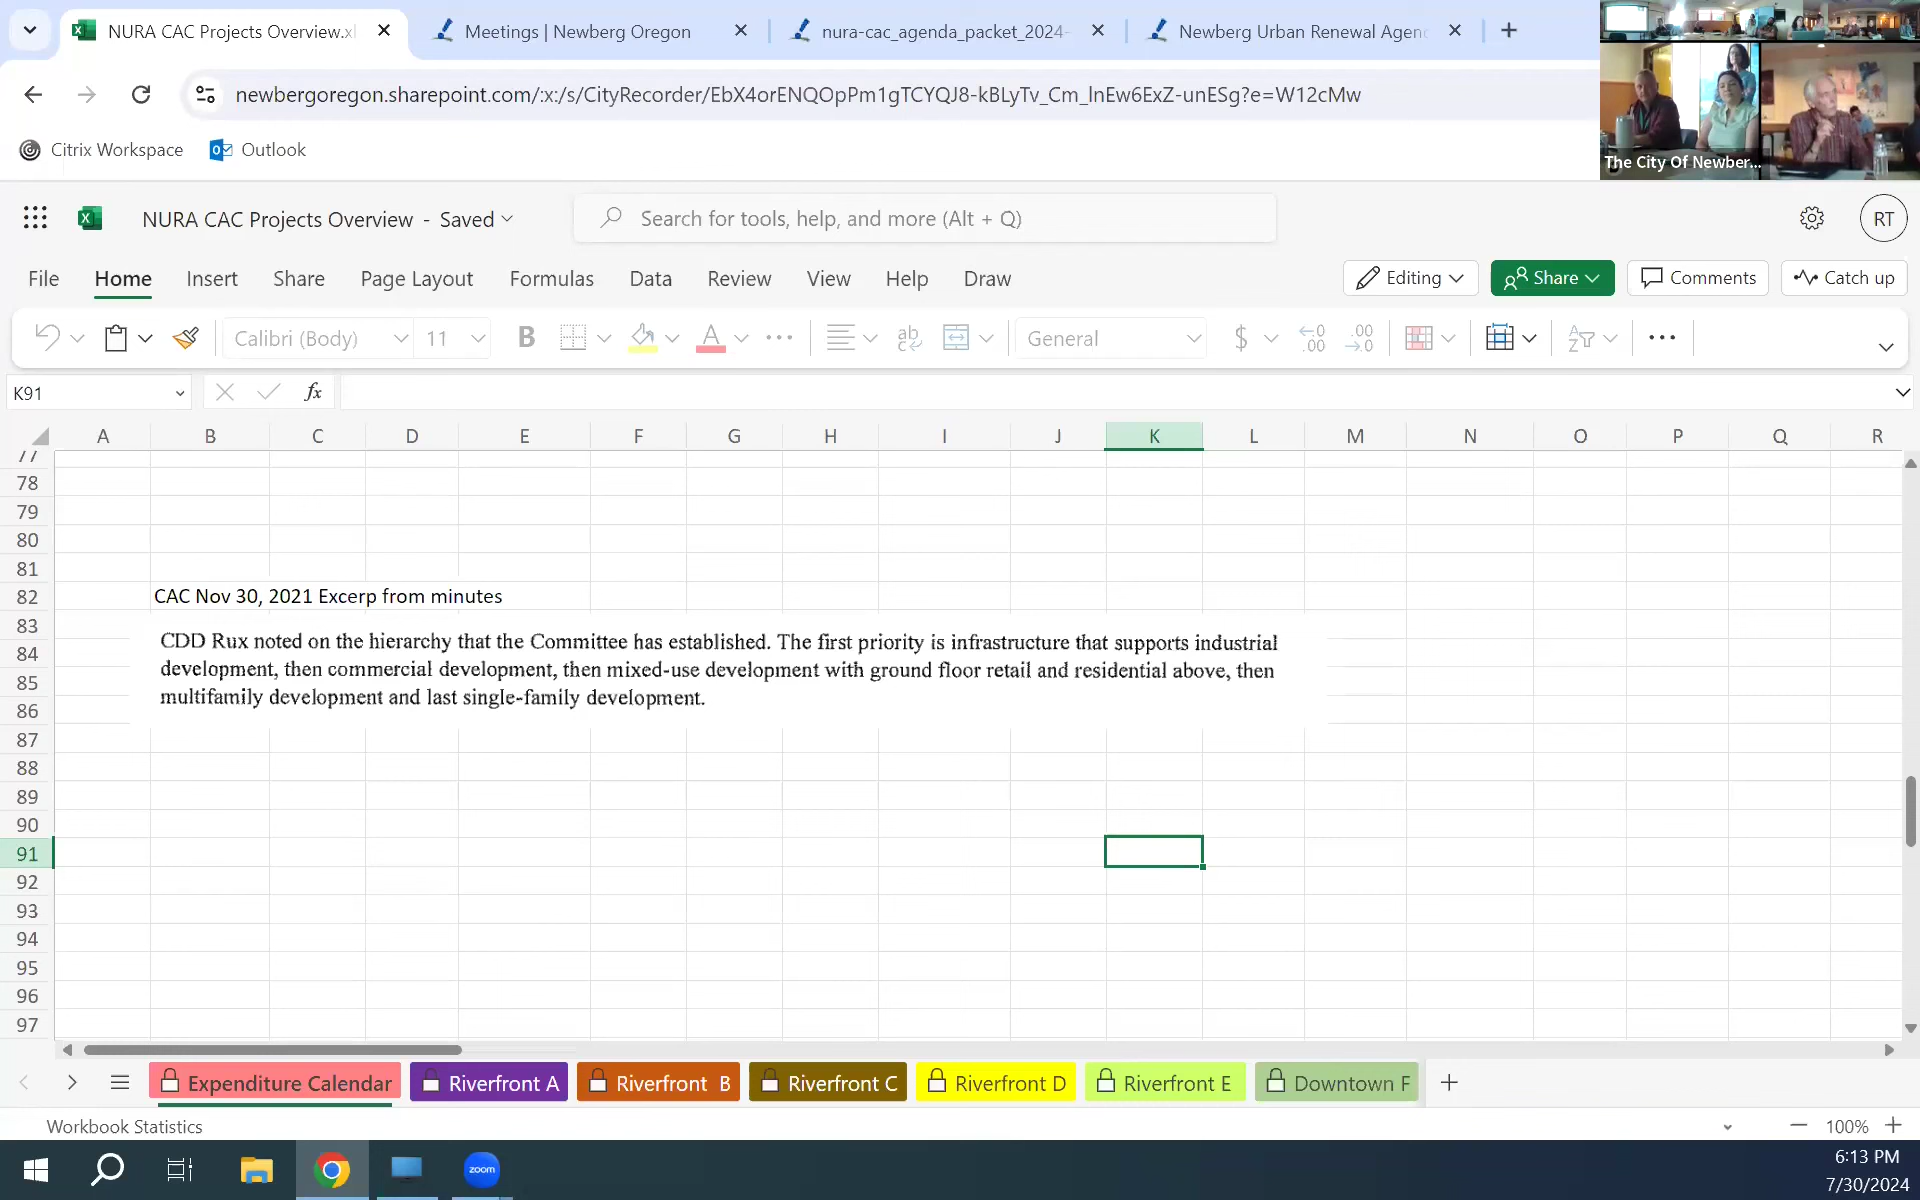 NURA CAC Projects Overview.xl
Meetings | Newberg Oregon
nura-cac_agenda_packet_2024-
Newberg Urban Renewal Agen
newbergoregon.sharepoint.com/:x:/s/CityRecorder/EbX4orENQOpPm1gTCYQJ8-kBLyTv_Cm_lnEw6ExZ-unESg?e=W12cMw
Citrix Workspace
Outlook
The City Of Newber...
NURA CAC Projects Overview - Saved
Search for tools, help, and more (Alt + Q)
RT
File Home Insert Share Page Layout Formulas Data Review View Help Draw
Editing Share Comments Catch up
Calibri (Body) 11 B A ab General $ .00 .00
K91 fx
A B C D E F G H I J K L M N O P Q R
77
78
79
80
81
82 CAC Nov 30, 2021 Excerp from minutes
83
CDD Rux noted on the hierarchy that the Committee has established. The first priority is infrastructure that supports industrial
84
development, then commercial development, then mixed-use development with ground floor retail and residential above, then
85
multifamily development and last single-family development.
86
87
88
89
90
91
92
93
94
95
96
97
Expenditure Calendar Riverfront A Riverfront B Riverfront C Riverfront D Riverfront E Downtown F
Workbook Statistics
100%
zoom
6:13 PM
7/30/2024